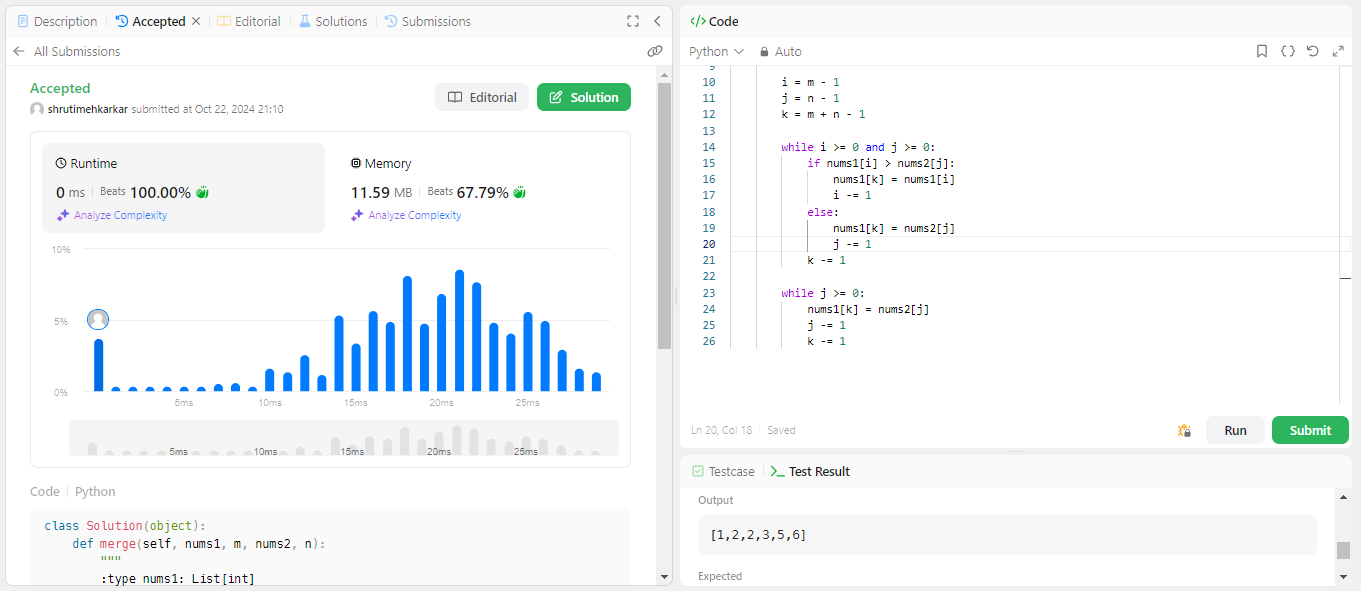 Description Accepted Editorial Solutions Submissions
All Submissions
Accepted
shrutimehkarkar submitted at Oct 22, 2024 21:10
Editorial Solution
Runtime
0 ms Beats 100.00%
Analyze Complexity
Memory
11.59 MB Beats 67.79%
Analyze Complexity
10%
5%
0%
5ms 10ms 15ms 20ms 25ms
5ms 10ms 15ms 20ms 25ms
Code Python
class Solution(object):
def merge(self, nums1, m, nums2, n):
"""
:type nums1: List[int]
</> Code
Python Auto
9
10 i = m - 1
11 j = n - 1
12 k = m + n - 1
13
14 while i >= 0 and j >= 0:
15 if nums1[i] > nums2[j]:
16 nums1[k] = nums1[i]
17 i -= 1
18 else:
19 nums1[k] = nums2[j]
20 j -= 1
21 k -= 1
22
23 while j >= 0:
24 nums1[k] = nums2[j]
25 j -= 1
26 k -= 1
Ln 20, Col 18 Saved
Run Submit
Testcase Test Result
Output
[1,2,2,3,5,6]
Expected